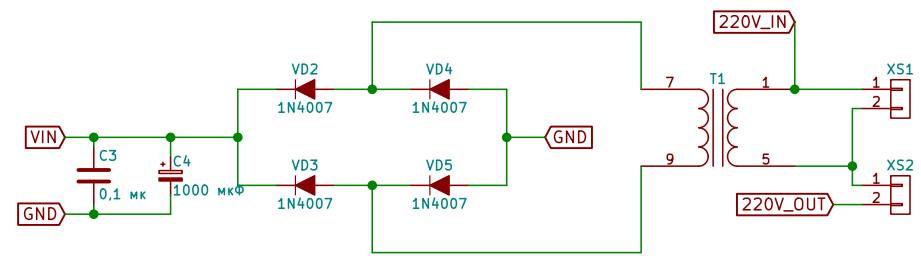 220V_IN
VD2
VD4
T1
XS1
7
1
1
1N4007
1N4007
2
VIN
GND
C3
C4
VD3
VD5
9
5
XS2
0,1 мк
1000 мкФ
1
1N4007
1N4007
2
GND
220V_OUT